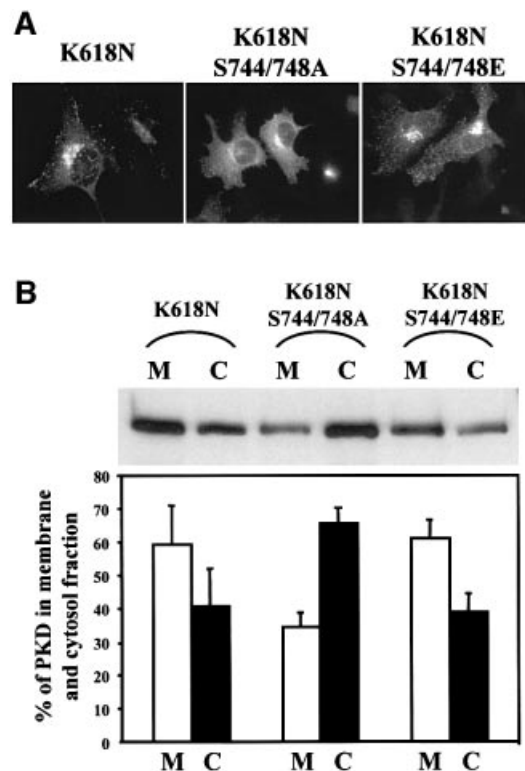 A
K618N
K618N
S744/748A
K618N
S744/748E
B
K618N
K618N
S744/748A
K618N
S744/748E
M C M C M C
% of PKD in membrane
and cytosol fraction
80
70
60
50
40
30
20
10
0
M C M C M C